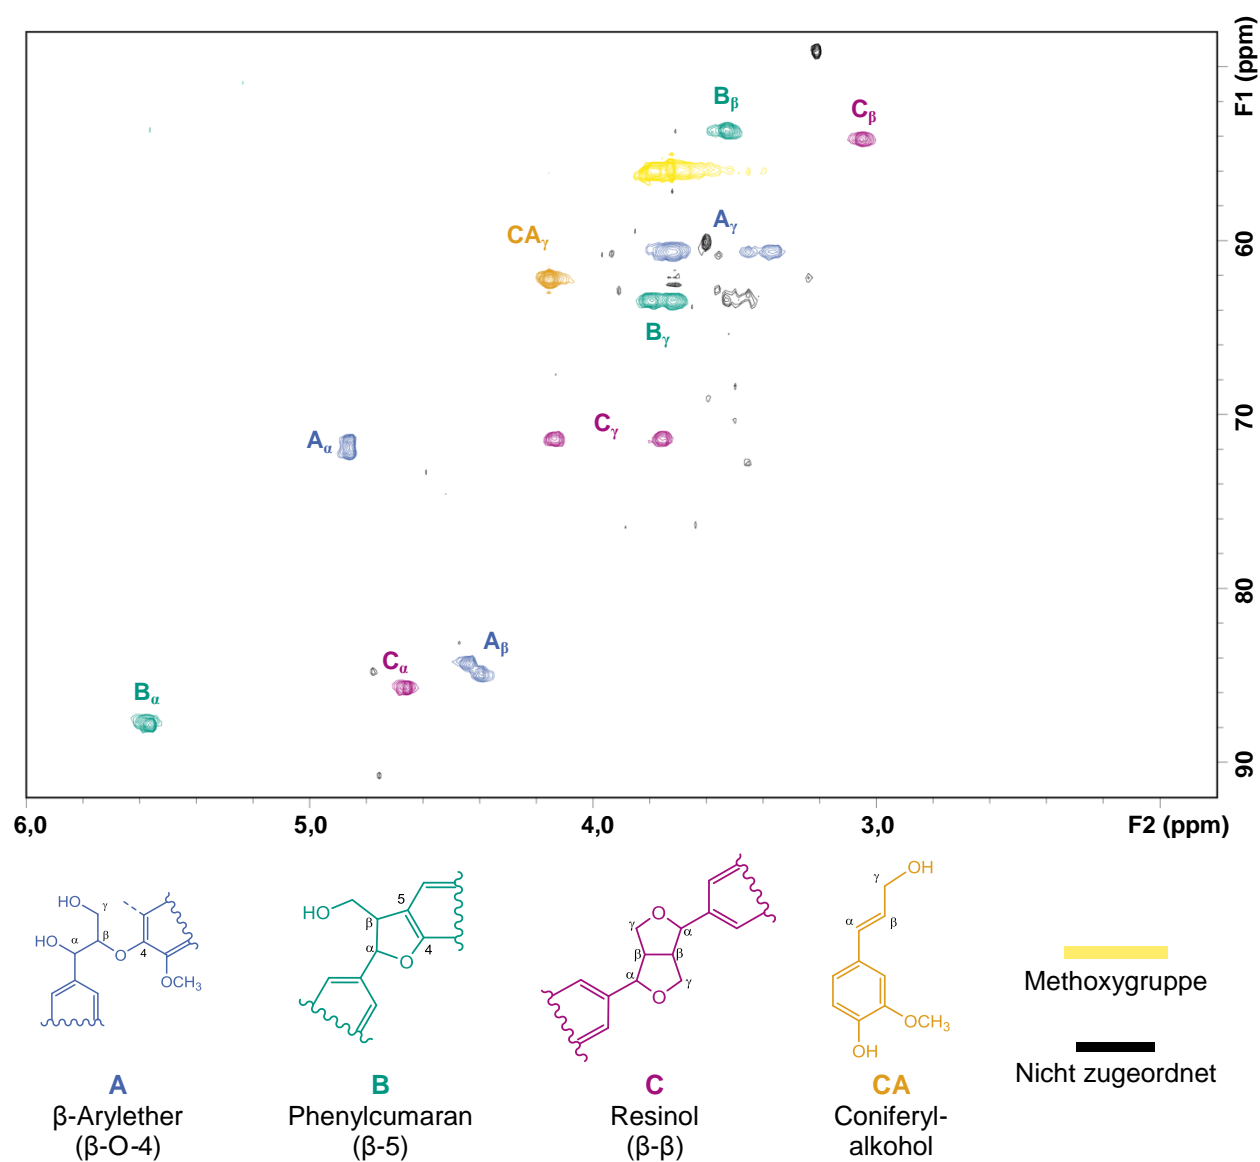 F1 (ppm)
Bβ
Cβ
Aγ
CAγ
60
Bγ
Cγ
70
Aα
80
Aβ
Cα
Bα
90
6,0 5,0 4,0 3,0 F2 (ppm)
HO γ
HO α β
O 4
OCH3
HO
5
β
α
O 4
γ O
α
β β
α
O γ
OH
γ
α β
OCH3
OH
Methoxygruppe
Nicht zugeordnet
A
β-Arylether
(β-O-4)
B
Phenylcumaran
(β-5)
C
Resinol
(β-β)
CA
Coniferyl-
alkohol